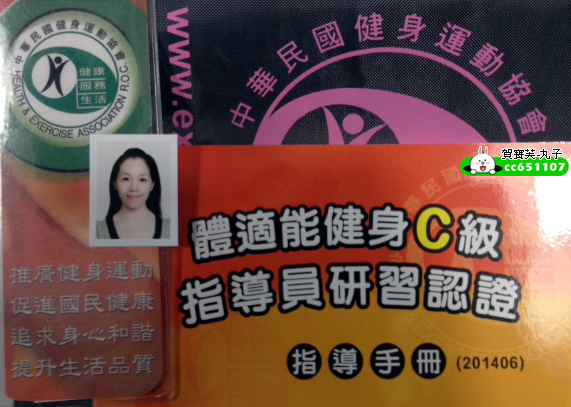 中華民國健身運動協會
HEALTH & EXERCISE ASSOCIATION R.O.C.
健康
服務
生活
www.ex
中華民國健身運動協會
賀寶芙-丸子
cc651107
體適能健身C級
指導員研習認證
指導手冊 (201406)
推廣健身運動
促進國民健康
追求身心和諧
提升生活品質